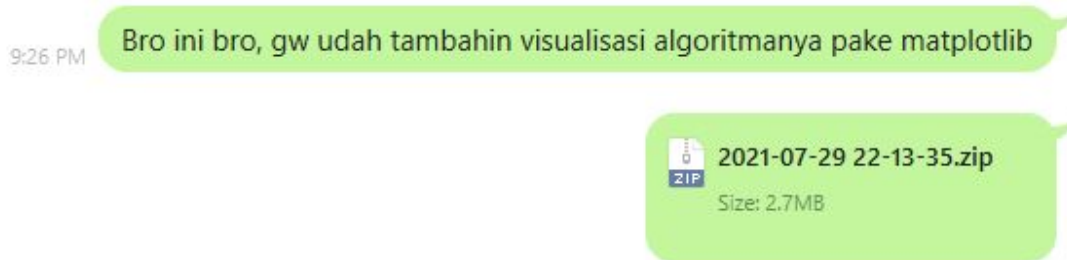 Bro ini bro, gw udah tambahin visualisasi algoritmanya pake matplotlib
9:26 PM
2021-07-29 22-13-35.zip
ZIP
Size: 2.7MB